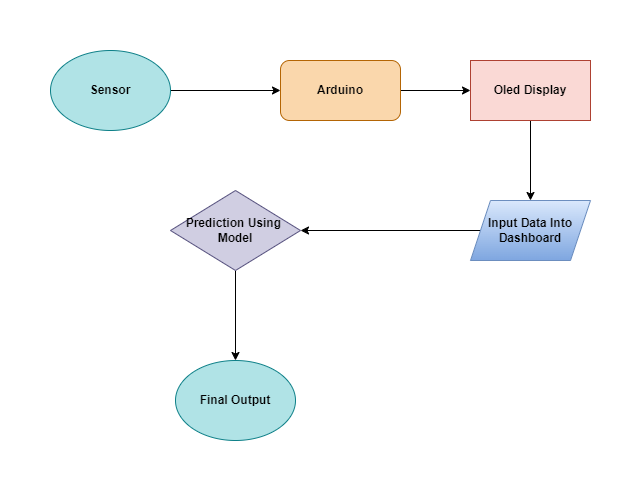 Sensor
Arduino
Oled Display
Prediction Using
Model
Input Data Into
Dashboard
Final Output